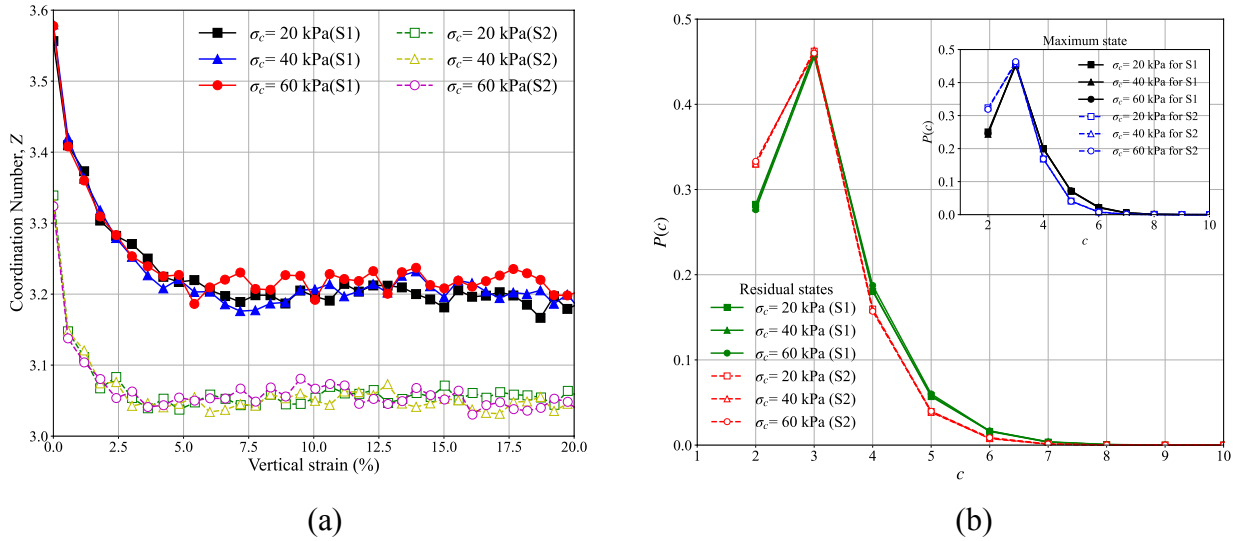 3.6
3.5
3.4
3.3
3.2
3.1
3.0
Coordination Number, Z
σc= 20 kPa(S1)
σc= 40 kPa(S1)
σc= 60 kPa(S1)
σc= 20 kPa(S2)
σc= 40 kPa(S2)
σc= 60 kPa(S2)
0.0 2.5 5.0 7.5 10.0 12.5 15.0 17.5 20.0
Vertical strain (%)
(a)
0.5
0.4
0.3
0.2
0.1
0.0
P(c)
Maximum state
0.5
0.4
0.3
0.2
0.1
0.0
P(c)
σc= 20 kPa for S1
σc= 40 kPa for S1
σc= 60 kPa for S1
σc= 20 kPa for S2
σc= 40 kPa for S2
σc= 60 kPa for S2
2 4 6 8 10
c
Residual states
σc= 20 kPa (S1)
σc= 40 kPa (S1)
σc= 60 kPa (S1)
σc= 20 kPa (S2)
σc= 40 kPa (S2)
σc= 60 kPa (S2)
1 2 3 4 5 6 7 8 9 10
c
(b)